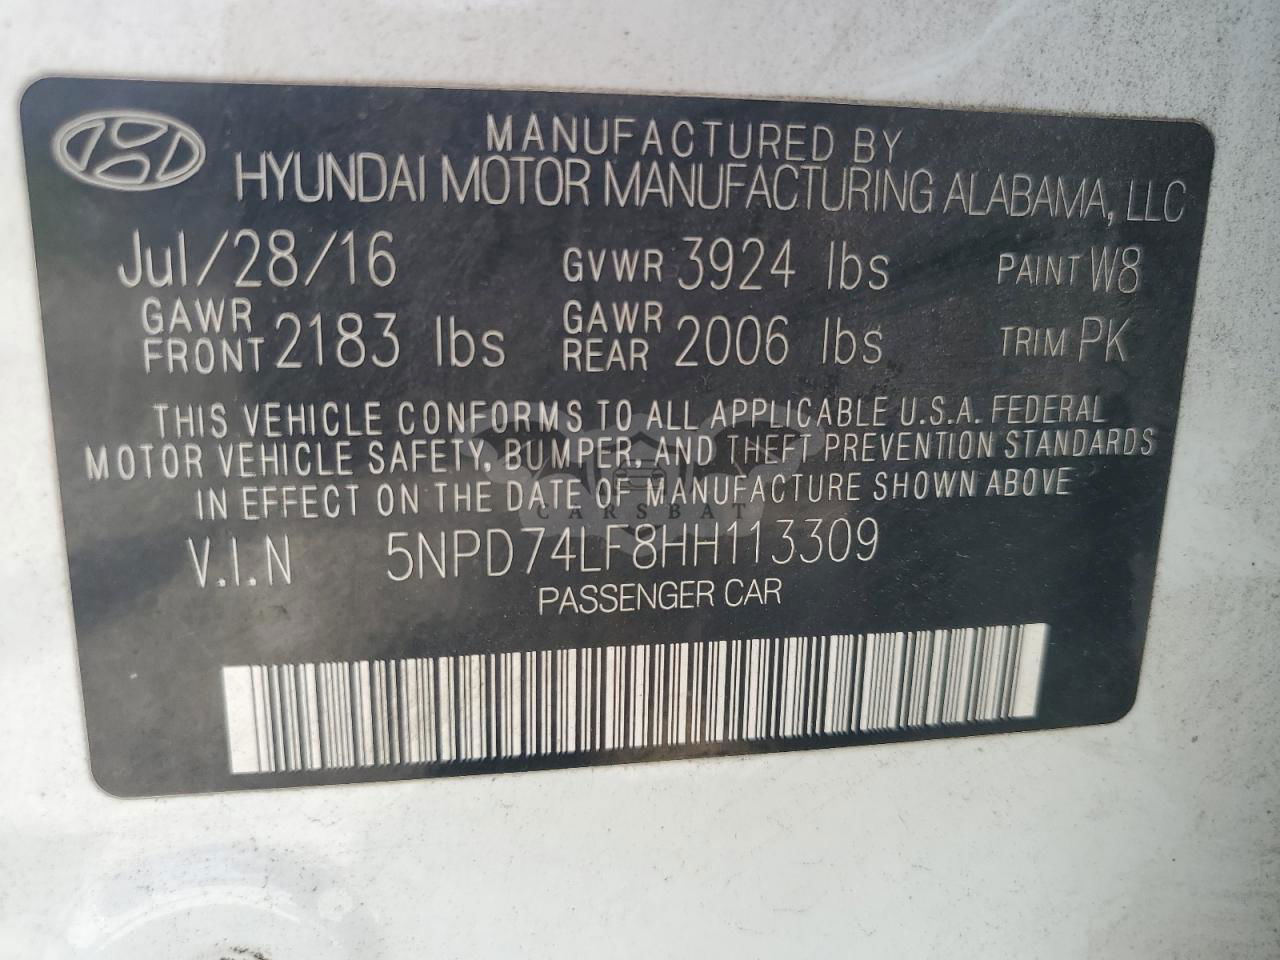 MANUFACTURED BY
HYUNDAI MOTOR MANUFACTURING ALABAMA, LLC
Jul/28/16 GVWR 3924 lbs PAINT W8
GAWR FRONT 2183 lbs GAWR REAR 2006 lbs TRIM PK
THIS VEHICLE CONFORMS TO ALL APPLICABLE U.S.A. FEDERAL
MOTOR VEHICLE SAFETY, BUMPER, AND THEFT PREVENTION STANDARDS
IN EFFECT ON THE DATE OF MANUFACTURE SHOWN ABOVE
CARSBAT
V.I.N 5NPD74LF8HH113309
PASSENGER CAR